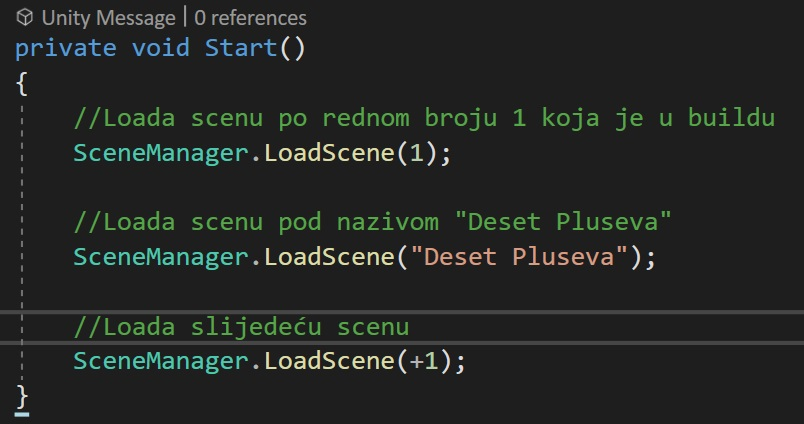 Unity Message | 0 references
private void Start()
{
//Loada scenu po rednom broju 1 koja je u buildu
SceneManager.LoadScene(1);
//Loada scenu pod nazivom "Deset Pluseva"
SceneManager.LoadScene("Deset Pluseva");
//Loada slijedeću scenu
SceneManager.LoadScene(+1);
}